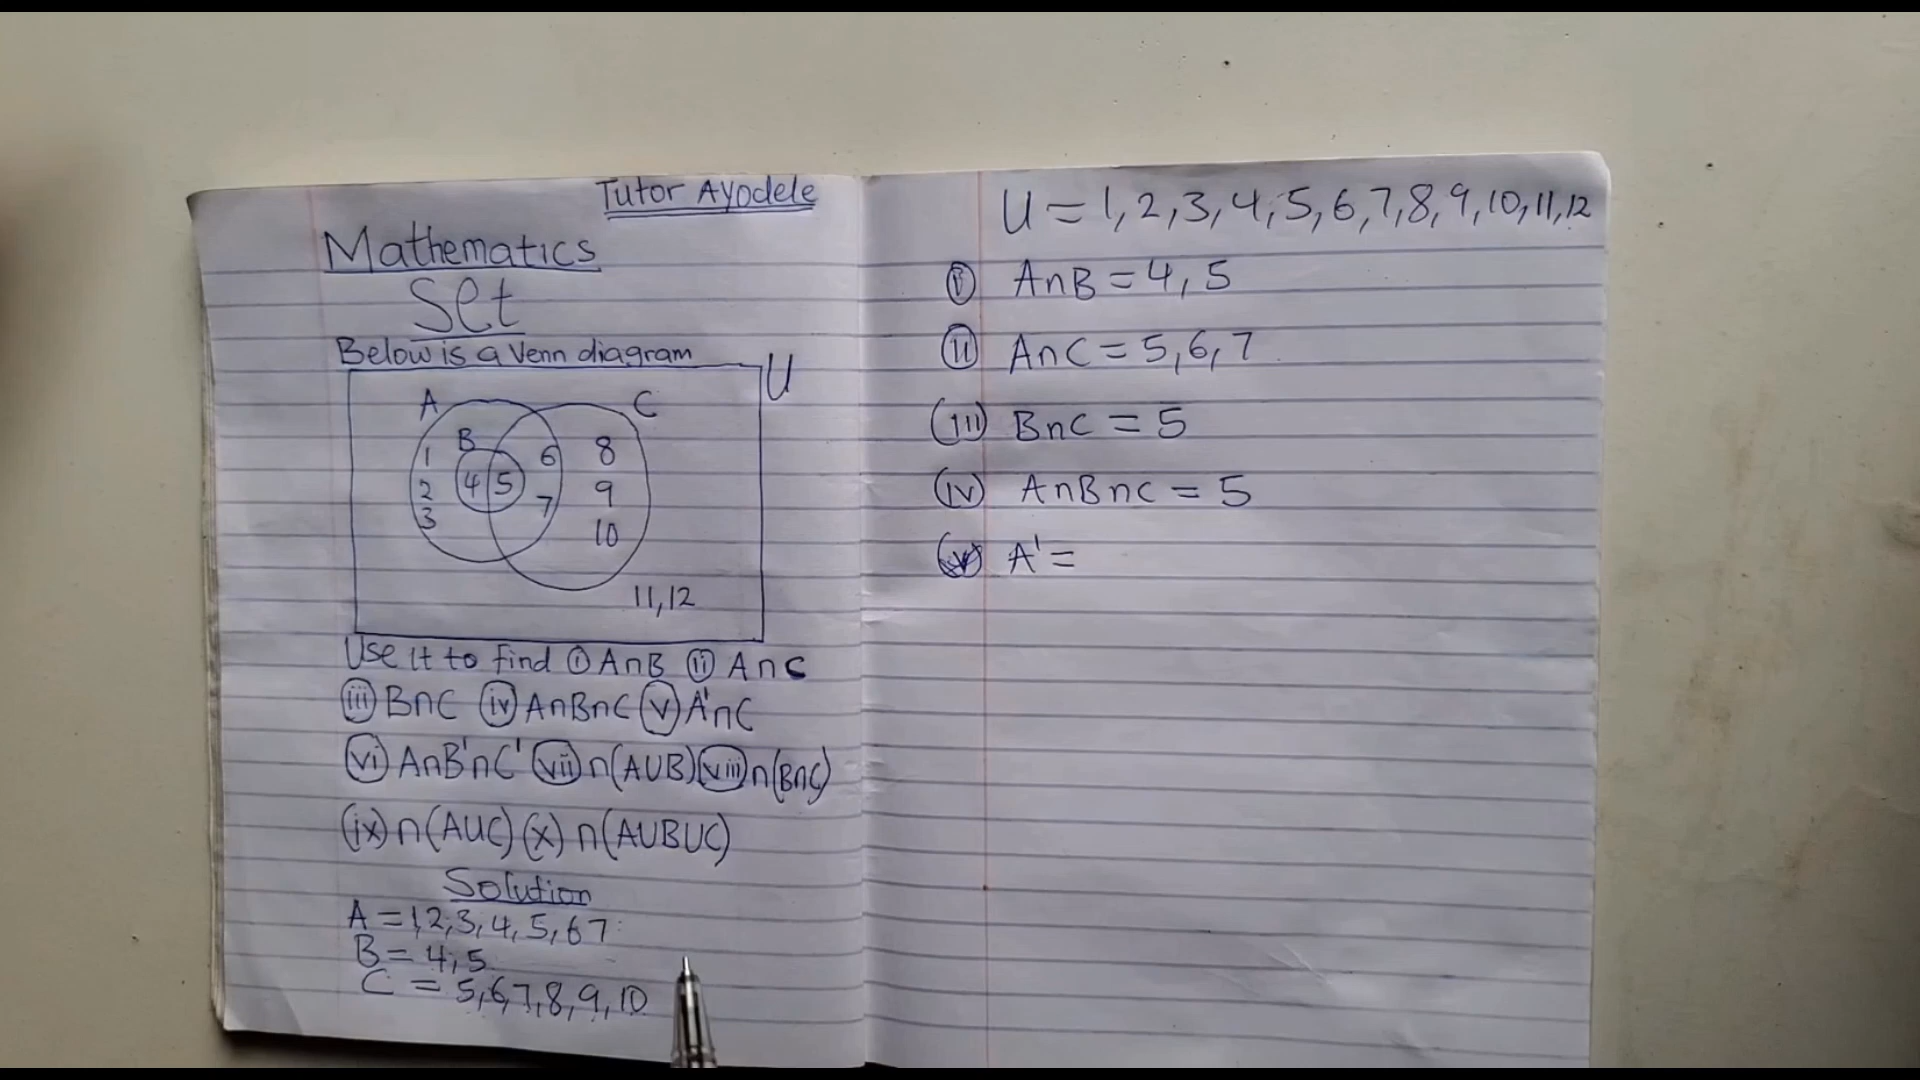 Tutor Ayodele
Mathematics
Set
Below is a Venn diagram
U
A C
B
1 6 8
2 4 5 9
3 7 10
11,12
Use it to find (i) A∩B (ii) A∩C
(iii) B∩C (iv) A∩B∩C (v) A'∩C
(vi) A∩B'∩C' (vii) n(AUB) (viii) n(B∩C)
(ix) n(AUC) (x) n(AUBUC)
Solution
A = 1,2,3,4,5,6 7
B = 4,5
C = 5,6,7,8,9,10
U = 1,2,3,4,5,6,7,8,9,10,11,12
(i) A∩B = 4,5
(ii) A∩C = 5,6,7
(iii) B∩C = 5
(iv) A∩B∩C = 5
(v) A' =